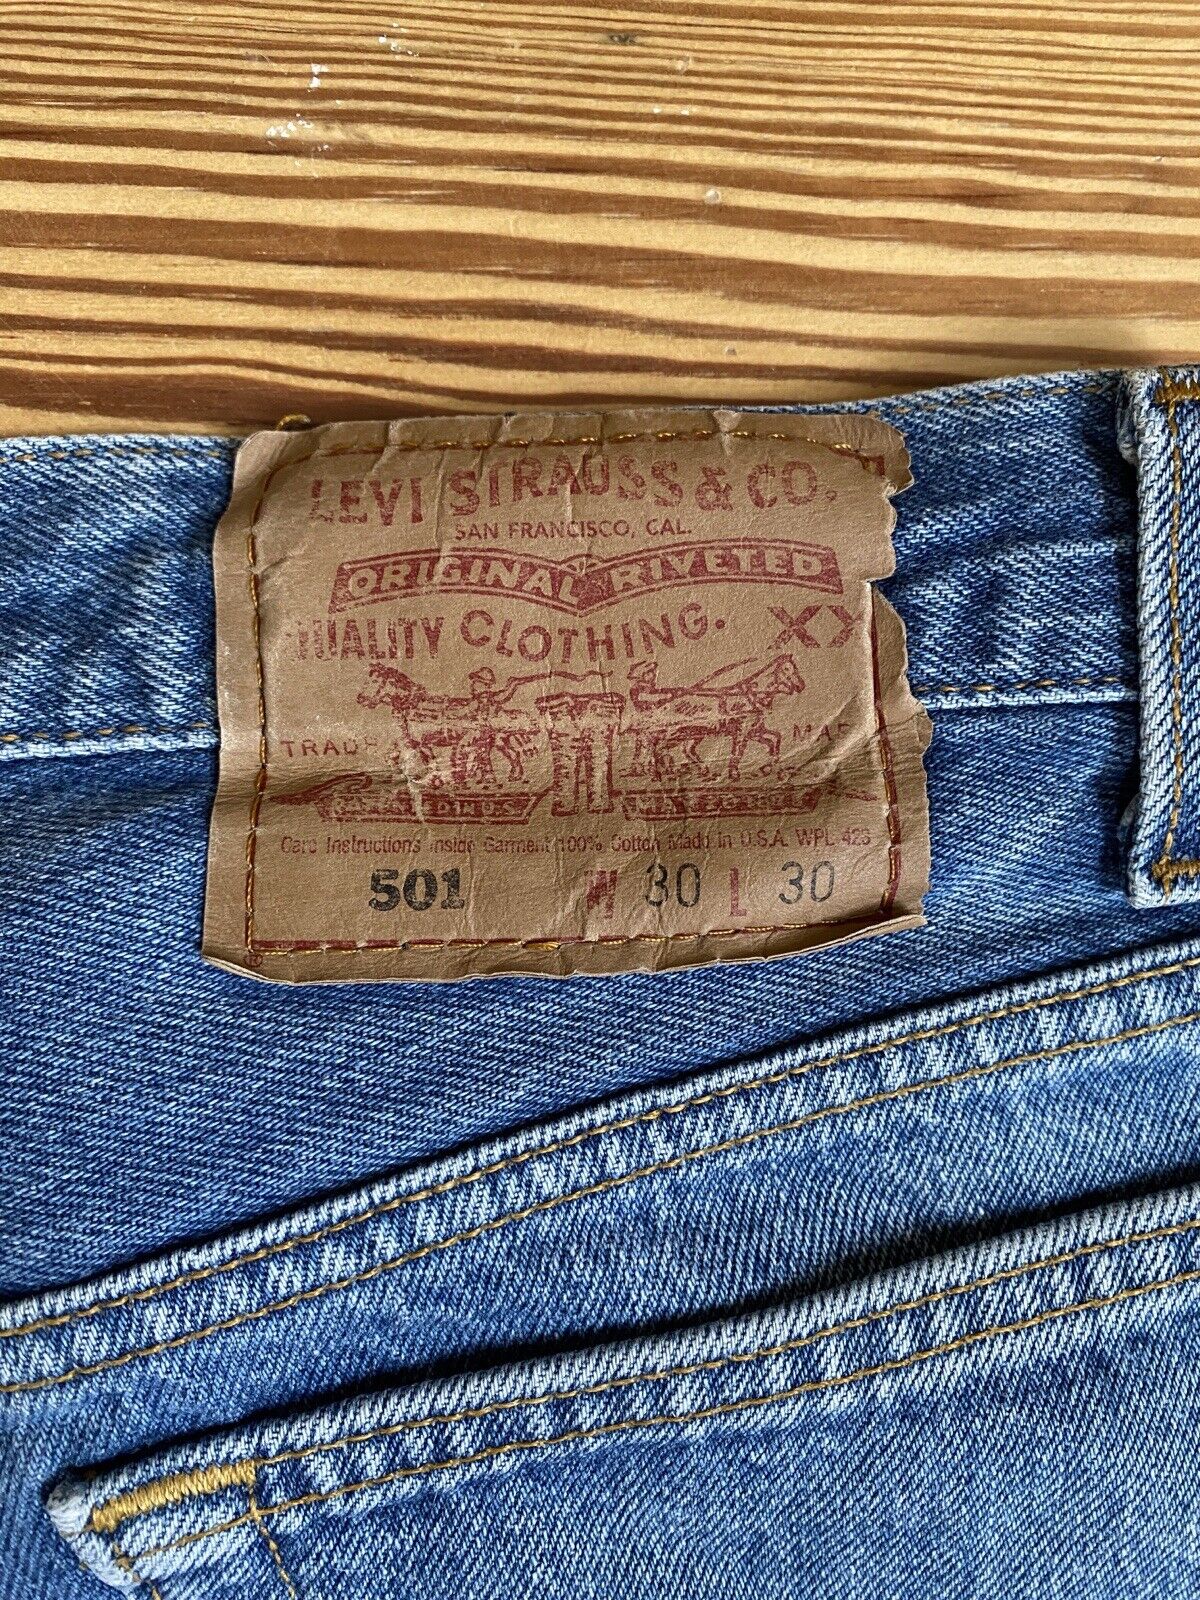 LEVI STRAUSS & CO.
SAN FRANCISCO, CAL.
ORIGINAL RIVETED
QUALITY CLOTHING. XX
TRADE MARK
Care Instructions Inside Garment 100% Cotton Made in U.S.A. WPL 423
501 W 30 L 30
®